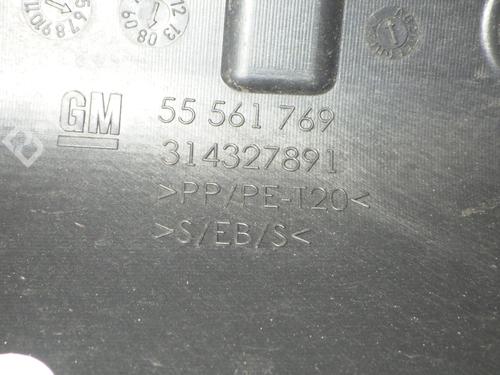 GM
55 561 769
314327891
>PP/PE-T20<
>S/EB/S<